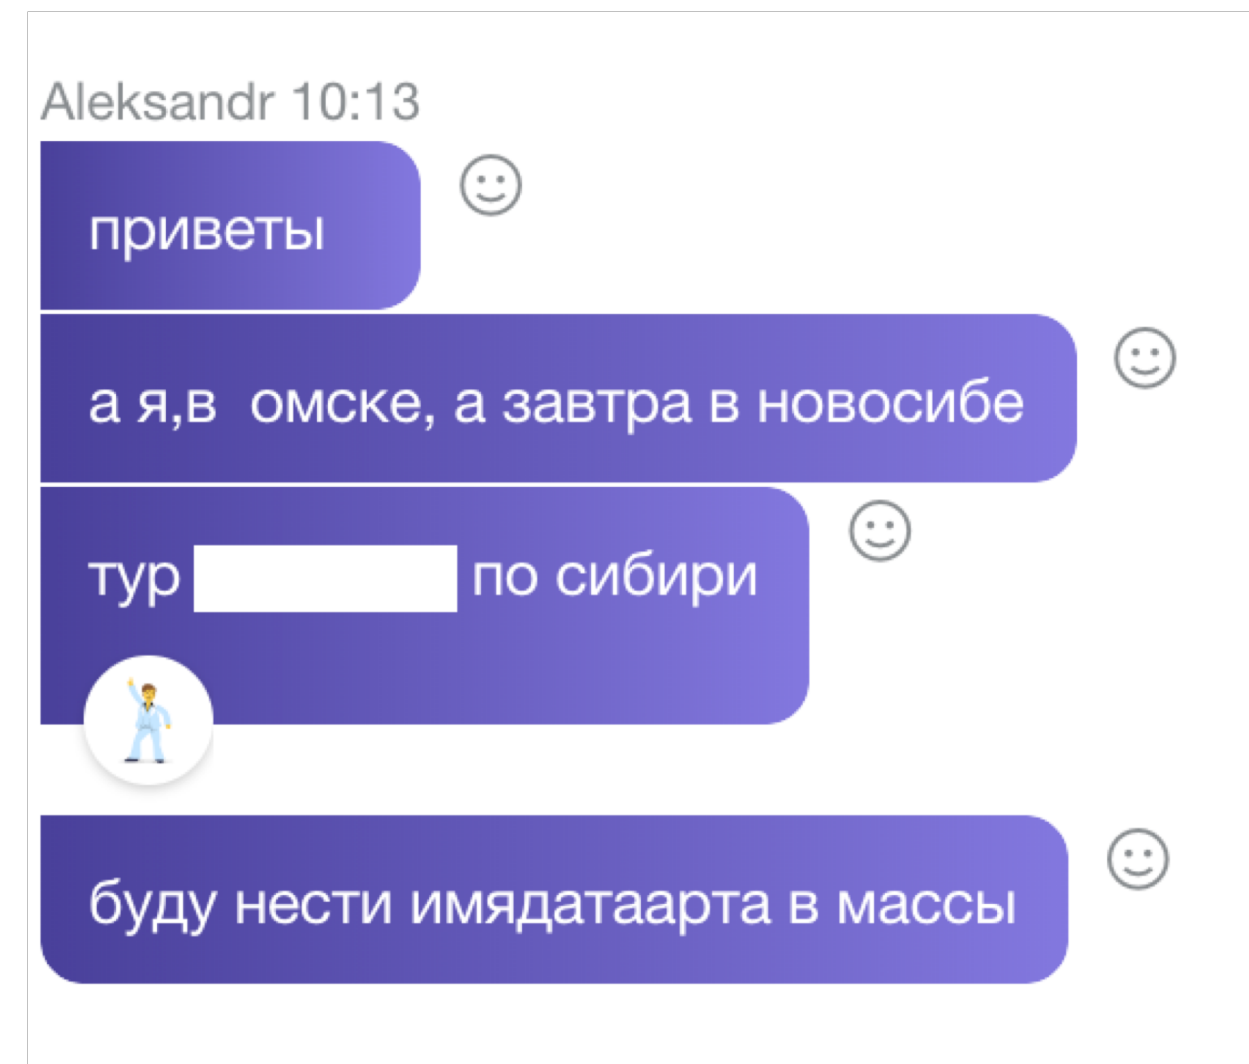 Aleksandr 10:13
приветы
а я,в  омске, а завтра в новосибе
тур по сибири
буду нести имядатаарта в массы